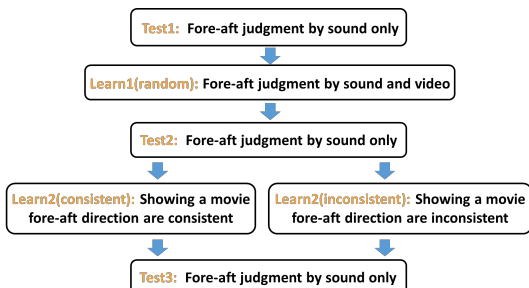 Test1: Fore-aft judgment by sound only
Learn1(random): Fore-aft judgment by sound and video
Test2: Fore-aft judgment by sound only
Learn2(consistent): Showing a movie
fore-aft direction are consistent
Learn2(inconsistent): Showing a movie
fore-aft direction are inconsistent
Test3: Fore-aft judgment by sound only